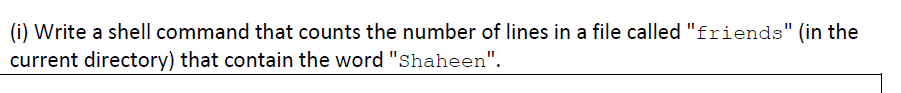 (i) Write a shell command that counts the number of lines in a file called "friends" (in the
current directory) that contain the word "Shaheen".